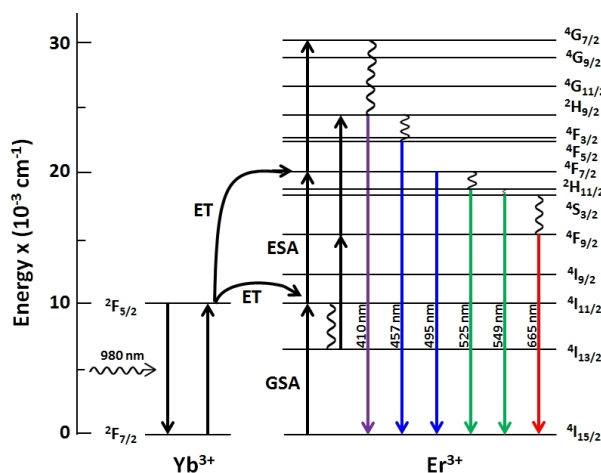 Energy x (10⁻³ cm⁻¹)
30
20
10
0
²F₅/₂
980 nm
²F₇/₂
Yb³⁺
ET
ET
ESA
GSA
410 nm
457 nm
495 nm
525 nm
549 nm
665 nm
⁴G₇/₂
⁴G₉/₂
⁴G₁₁/₂
²H₉/₂
⁴F₃/₂
⁴F₅/₂
⁴F₇/₂
²H₁₁/₂
⁴S₃/₂
⁴F₉/₂
⁴I₉/₂
⁴I₁₁/₂
⁴I₁₃/₂
⁴I₁₅/₂
Er³⁺